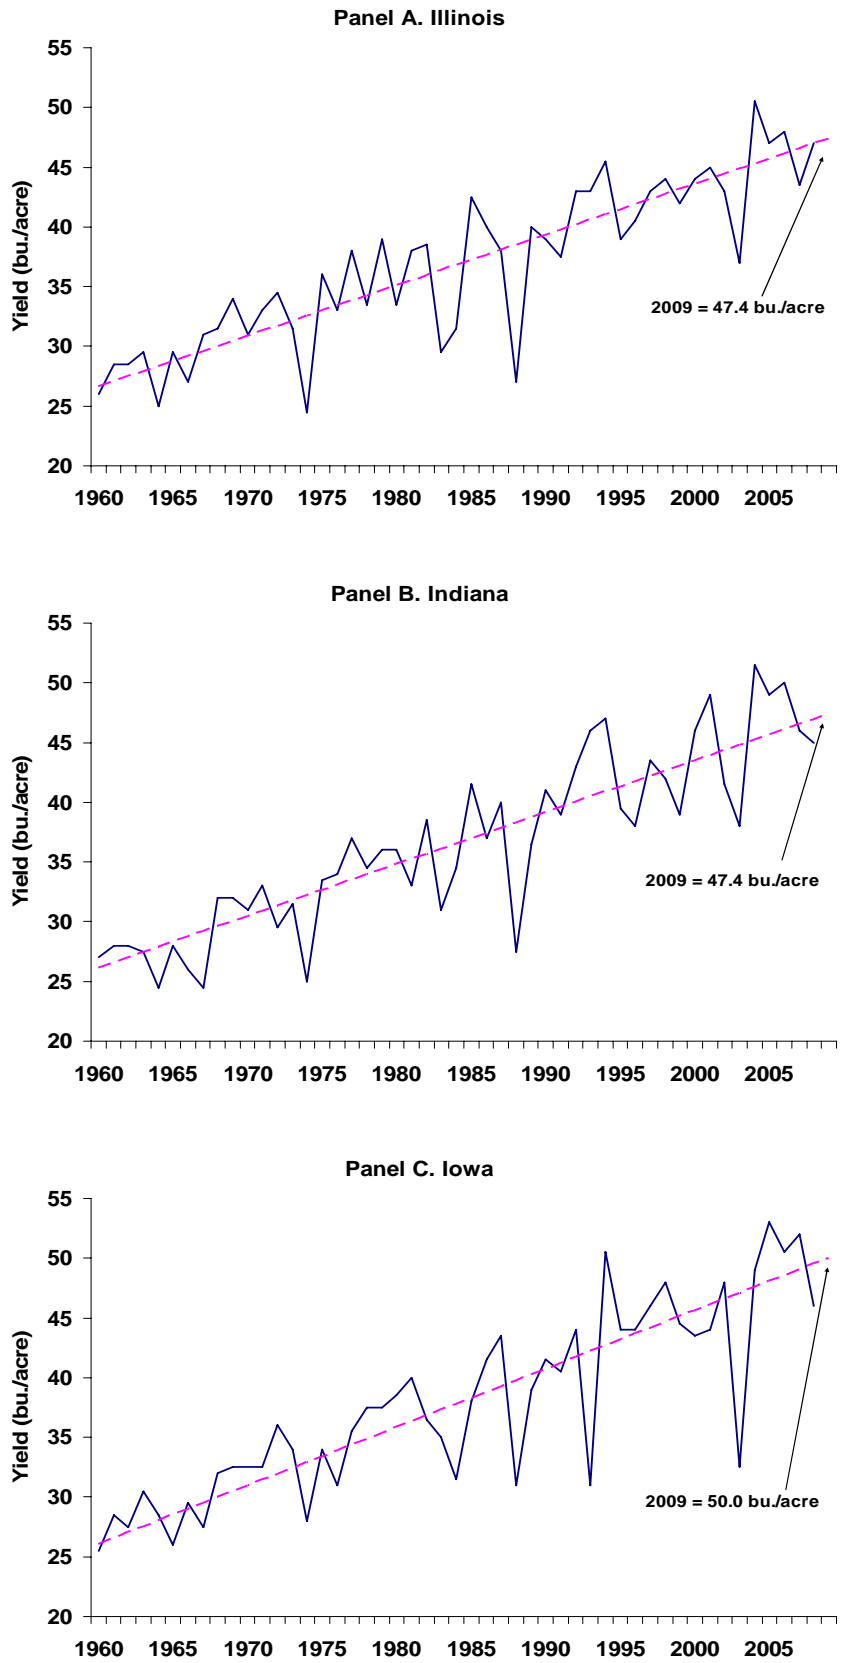 Panel A. Illinois
55
50
45
40
35
30
25
20
Yield (bu./acre)
2009 = 47.4 bu./acre
1960 1965 1970 1975 1980 1985 1990 1995 2000 2005
Panel B. Indiana
55
50
45
40
35
30
25
20
Yield (bu./acre)
2009 = 47.4 bu./acre
1960 1965 1970 1975 1980 1985 1990 1995 2000 2005
Panel C. Iowa
55
50
45
40
35
30
25
20
Yield (bu./acre)
2009 = 50.0 bu./acre
1960 1965 1970 1975 1980 1985 1990 1995 2000 2005